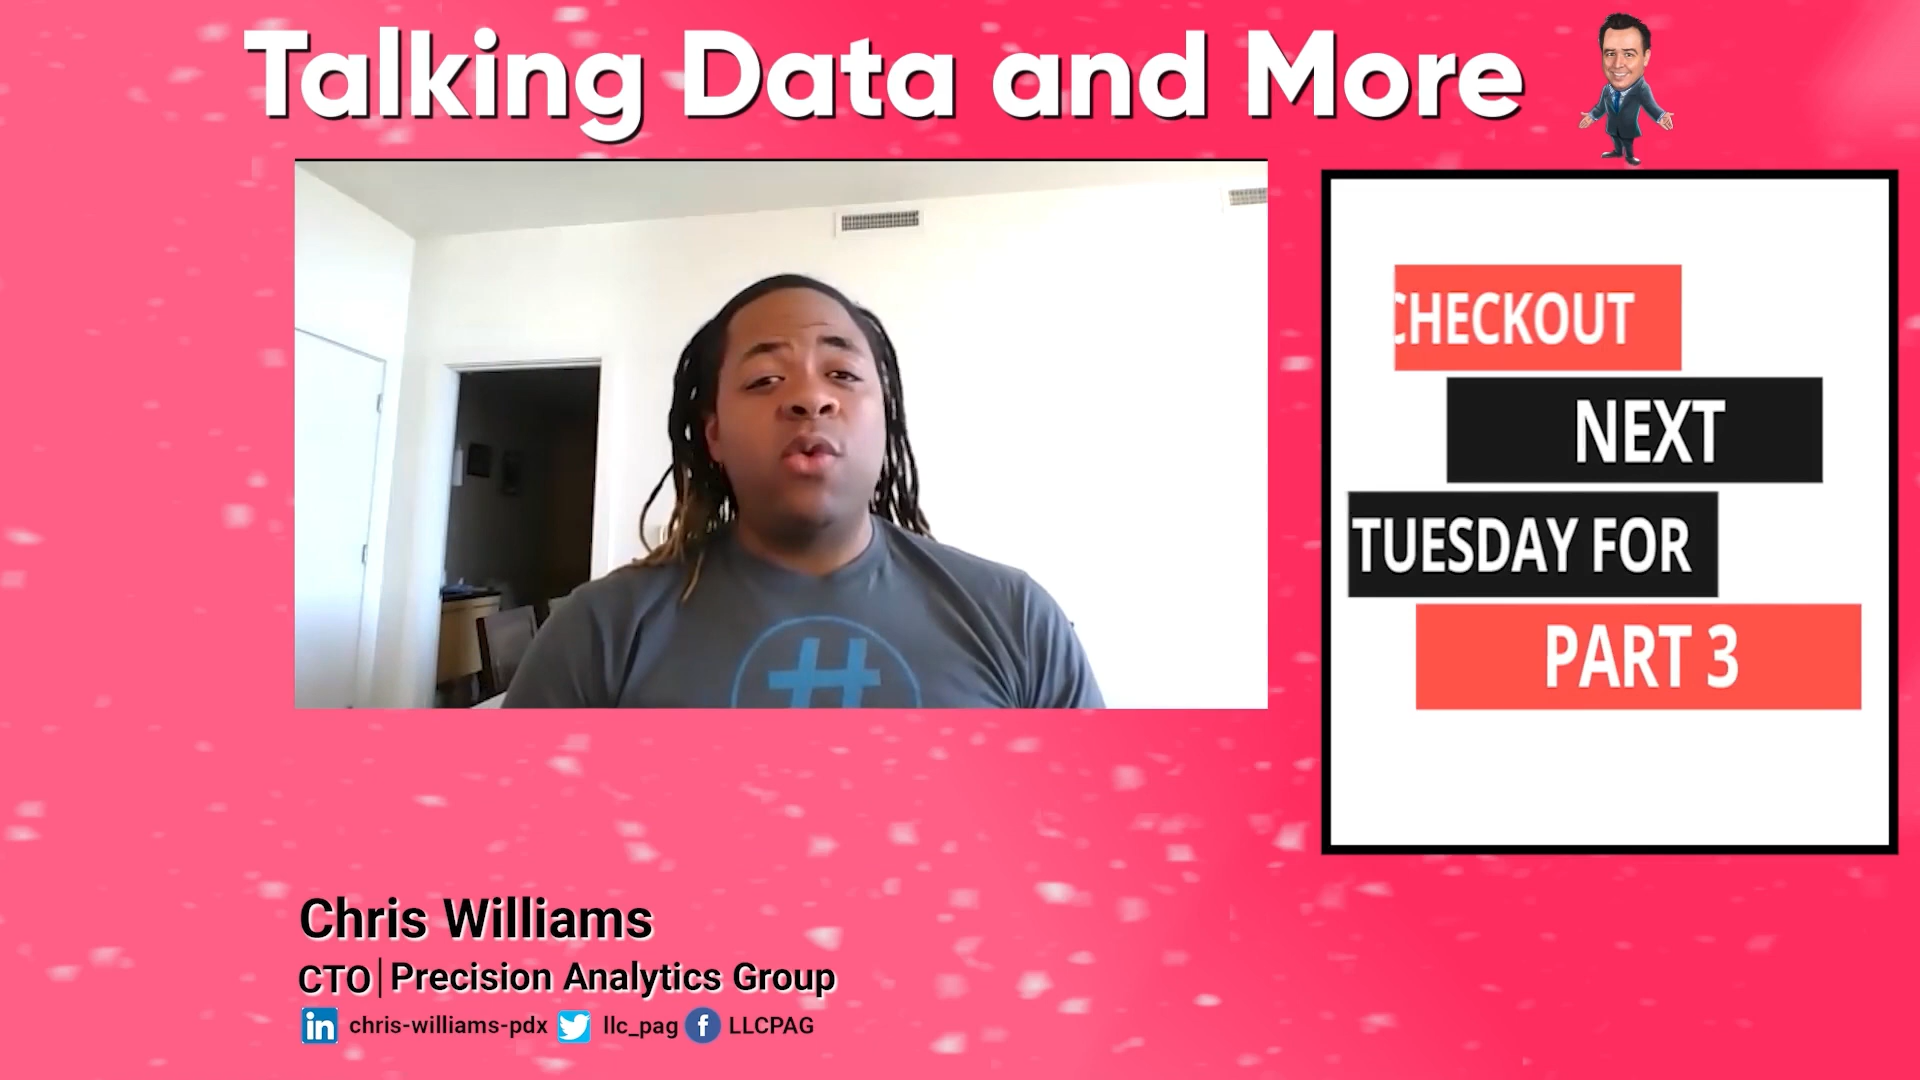 Talking Data and More
CHECKOUT
NEXT
TUESDAY FOR
PART 3
#
Chris Williams
CTO|Precision Analytics Group
in chris-williams-pdx llc_pag f LLCPAG